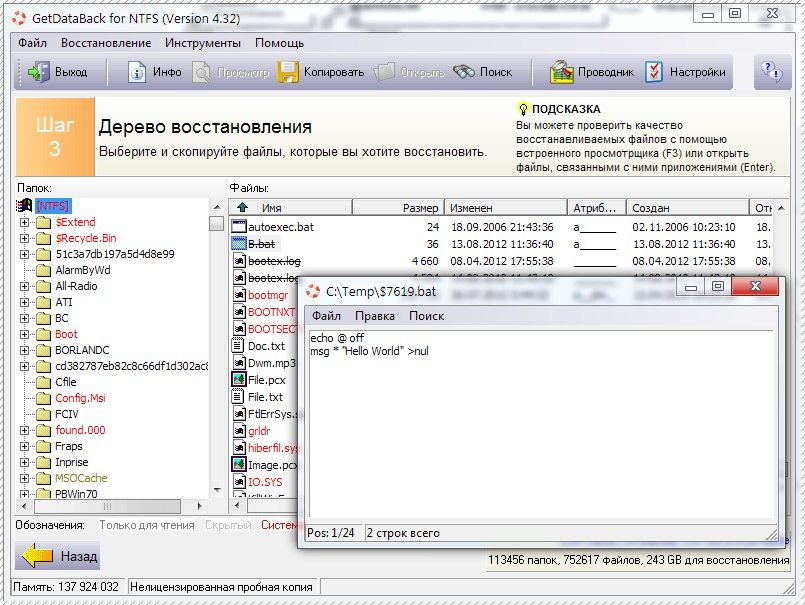 GetDataBack for NTFS (Version 4.32)
Файл Восстановление Инструменты Помощь
Выход Инфо Просмотр Копировать Открыть Поиск Проводник Настройки
Шаг
3
Дерево восстановления
Выберите и скопируйте файлы, которые вы хотите восстановить.
ПОДСКАЗКА
Вы можете проверить качество
восстанавливаемых файлов с помощью
встроенного просмотрщика (F3) или открыть
файлы, связанными с ними приложениями (Enter).
Папок:
[NTFS]
$Extend
$Recycle.Bin
51c3a7db197a5d4d8e99
AlarmByWd
All-Radio
ATI
BC
Boot
BORLANDC
cd382787eb82c8c66df1d302ac8
Cfile
Config.Msi
FCIV
found.000
Fraps
Inprise
MSOCache
PBWin70
Файлы:
Имя Размер Изменен Атриб... Создан От
autoexec.bat 24 18.09.2006 21:43:36 a______ 02.11.2006 10:23:10 18.
B.bat 36 13.08.2012 11:36:40 a______ 13.08.2012 11:36:40 13.
bootex.log 4 660 08.04.2012 17:55:38 _______ 08.04.2012 17:55:38 08.
bootex.log
bootmgr
BOOTNXT
BOOTSECT
Doc.txt
Dwm.mp3
File.pcx
File.txt
FtlErrSys.s
grldr
hiberfil.sys
Image.pcx
IO.SYS
C:\Temp\$7619.bat
Файл Правка Поиск
echo @ off
msg * "Hello World" >nul
Pos: 1/24 2 строк всего
Обозначения: Только для чтения Скрытый Систем
Назад
113456 папок, 752617 файлов, 243 GB для восстановления
Память: 137 924 032 Нелицензированная пробная копия